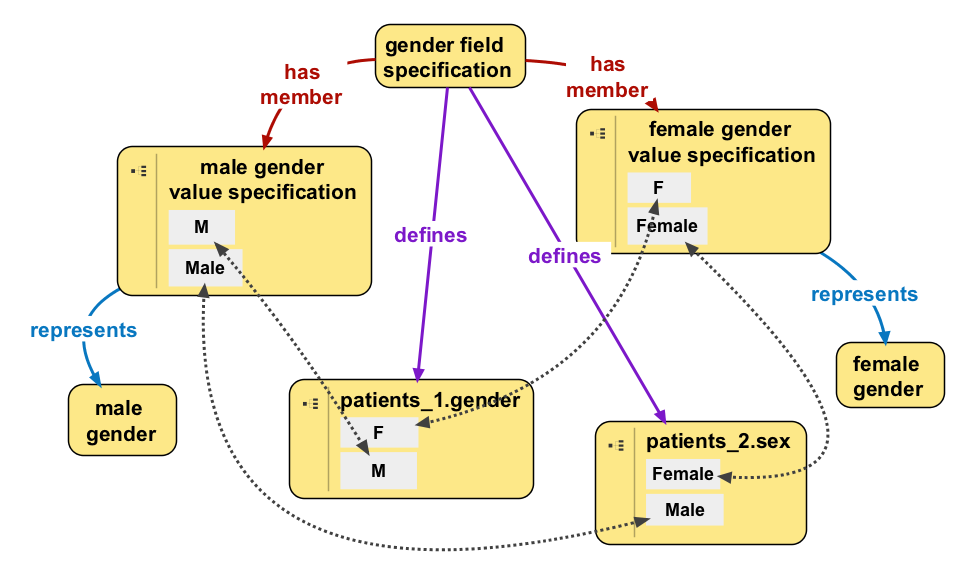 gender field
specification
has
member
has
member
male gender
value specification
M
Male
female gender
value specification
F
Female
defines
defines
represents
represents
male
gender
female
gender
patients_1.gender
F
M
patients_2.sex
Female
Male